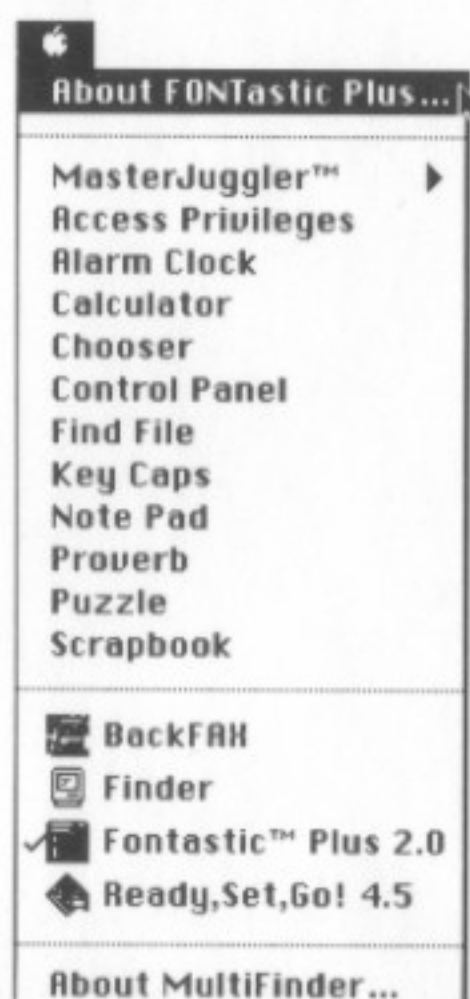 About FONTastic Plus...
MasterJuggler™
Access Privileges
Alarm Clock
Calculator
Chooser
Control Panel
Find File
Key Caps
Note Pad
Proverb
Puzzle
Scrapbook
BackFAX
Finder
Fontastic™ Plus 2.0
Ready,Set,Go! 4.5
About MultiFinder...